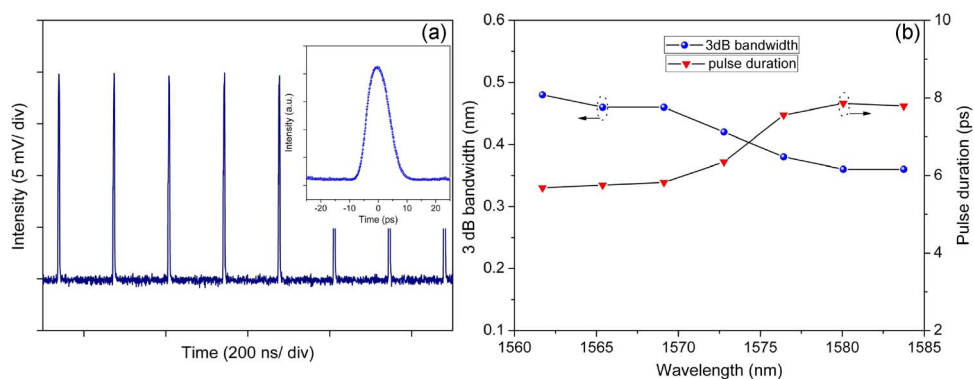 (a)
Intensity (5 mV/ div)
Time (200 ns/ div)
Intensity (a.u.)
-20
-10
0
10
20
Time (ps)
(b)
3dB bandwidth
pulse duration
0.6
0.5
0.4
0.3
0.2
0.1
3 dB bandwidth (nm)
10
8
6
4
2
Pulse duration (ps)
1560 1565 1570 1575 1580 1585
Wavelength (nm)